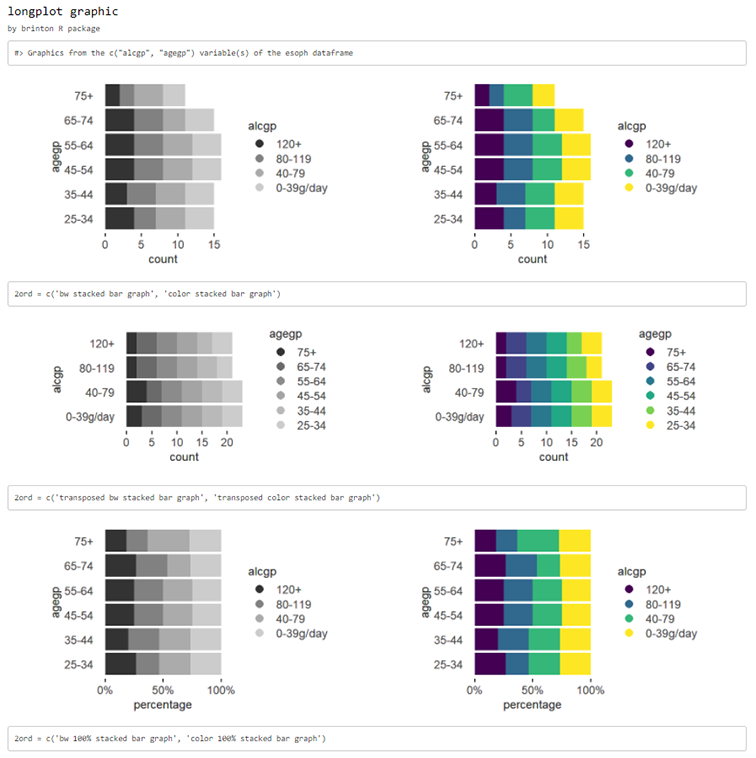 longplot graphic
by brinton R package
#> Graphics from the c("alcgp", "agegp") variable(s) of the esoph dataframe
75+
65-74
55-64
45-54
35-44
25-34
agegp
0 5 10 15
count
alcgp
120+
80-119
40-79
0-39g/day
75+
65-74
55-64
45-54
35-44
25-34
agegp
0 5 10 15
count
alcgp
120+
80-119
40-79
0-39g/day
2ord = c('bw stacked bar graph', 'color stacked bar graph')
120+
80-119
40-79
0-39g/day
alcgp
0 5 10 15 20
count
agegp
75+
65-74
55-64
45-54
35-44
25-34
120+
80-119
40-79
0-39g/day
alcgp
0 5 10 15 20
count
agegp
75+
65-74
55-64
45-54
35-44
25-34
2ord = c('transposed bw stacked bar graph', 'transposed color stacked bar graph')
75+
65-74
55-64
45-54
35-44
25-34
agegp
0% 50% 100%
percentage
alcgp
120+
80-119
40-79
0-39g/day
75+
65-74
55-64
45-54
35-44
25-34
agegp
0% 50% 100%
percentage
alcgp
120+
80-119
40-79
0-39g/day
2ord = c('bw 100% stacked bar graph', 'color 100% stacked bar graph')